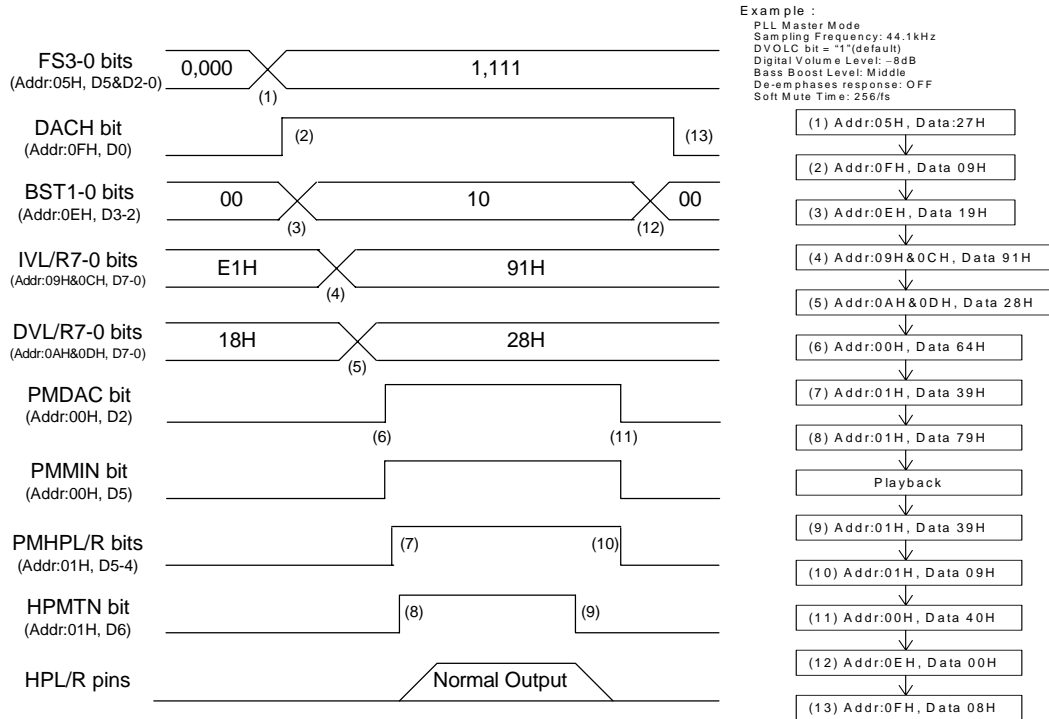 FS3-0 bits
(Addr:05H, D5&D2-0)
0,000
1,111
(1)
DACH bit
(Addr:0FH, D0)
(2)
(13)
BST1-0 bits
(Addr:0EH, D3-2)
00
10
00
(3)
(12)
IVL/R7-0 bits
(Addr:09H&0CH, D7-0)
E1H
91H
(4)
DVL/R7-0 bits
(Addr:0AH&0DH, D7-0)
18H
28H
(5)
PMDAC bit
(Addr:00H, D2)
(6)
(11)
PMMIN bit
(Addr:00H, D5)
PMHPL/R bits
(Addr:01H, D5-4)
(7)
(10)
HPMTN bit
(Addr:01H, D6)
(8)
(9)
HPL/R pins
Normal Output
Example :
PLL Master Mode
Sampling Frequency: 44.1kHz
DVOLC bit = “1”(default)
Digital Volume Level: −8dB
Bass Boost Level: Middle
De-emphases response: OFF
Soft Mute Time: 256/fs
(1) Addr:05H, Data:27H
(2) Addr:0FH, Data 09H
(3) Addr:0EH, Data 19H
(4) Addr:09H&0CH, Data 91H
(5) Addr:0AH&0DH, Data 28H
(6) Addr:00H, Data 64H
(7) Addr:01H, Data 39H
(8) Addr:01H, Data 79H
Playback
(9) Addr:01H, Data 39H
(10) Addr:01H, Data 09H
(11) Addr:00H, Data 40H
(12) Addr:0EH, Data 00H
(13) Addr:0FH, Data 08H